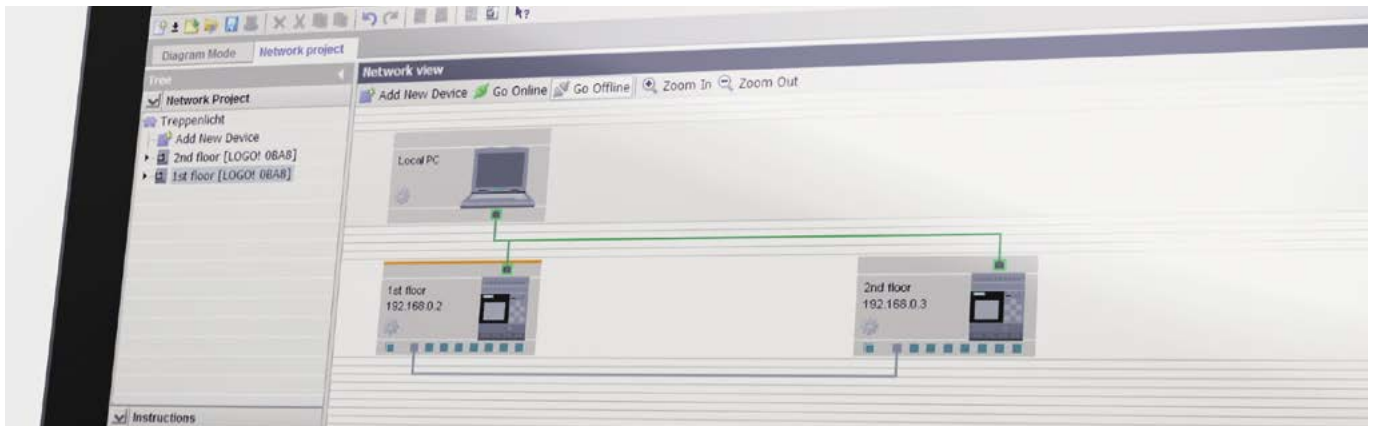 Diagram Mode Network project
Tree
Network view
Add New Device Go Online Go Offline Zoom In Zoom Out
Network Project
Treppenlicht
Add New Device
2nd floor [LOGO! 0BA8]
1st floor [LOGO! 0BA8]
Local PC
1st floor
192.168.0.2
2nd floor
192.168.0.3
Instructions